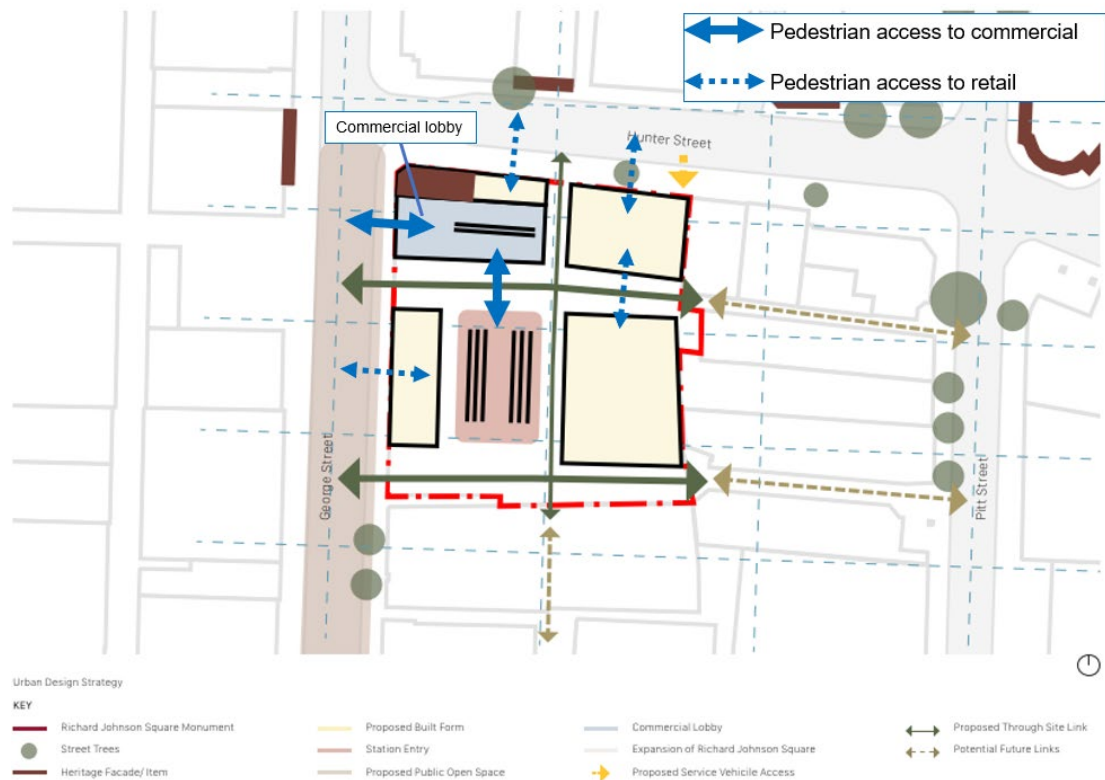 Pedestrian access to commercial
Pedestrian access to retail
Commercial lobby
Hunter Street
George Street
Pitt Street
Urban Design Strategy
KEY
Richard Johnson Square Monument
Street Trees
Heritage Facade/ Item
Proposed Built Form
Station Entry
Proposed Public Open Space
Commercial Lobby
Expansion of Richard Johnson Square
Proposed Service Vehicile Access
Proposed Through Site Link
Potential Future Links